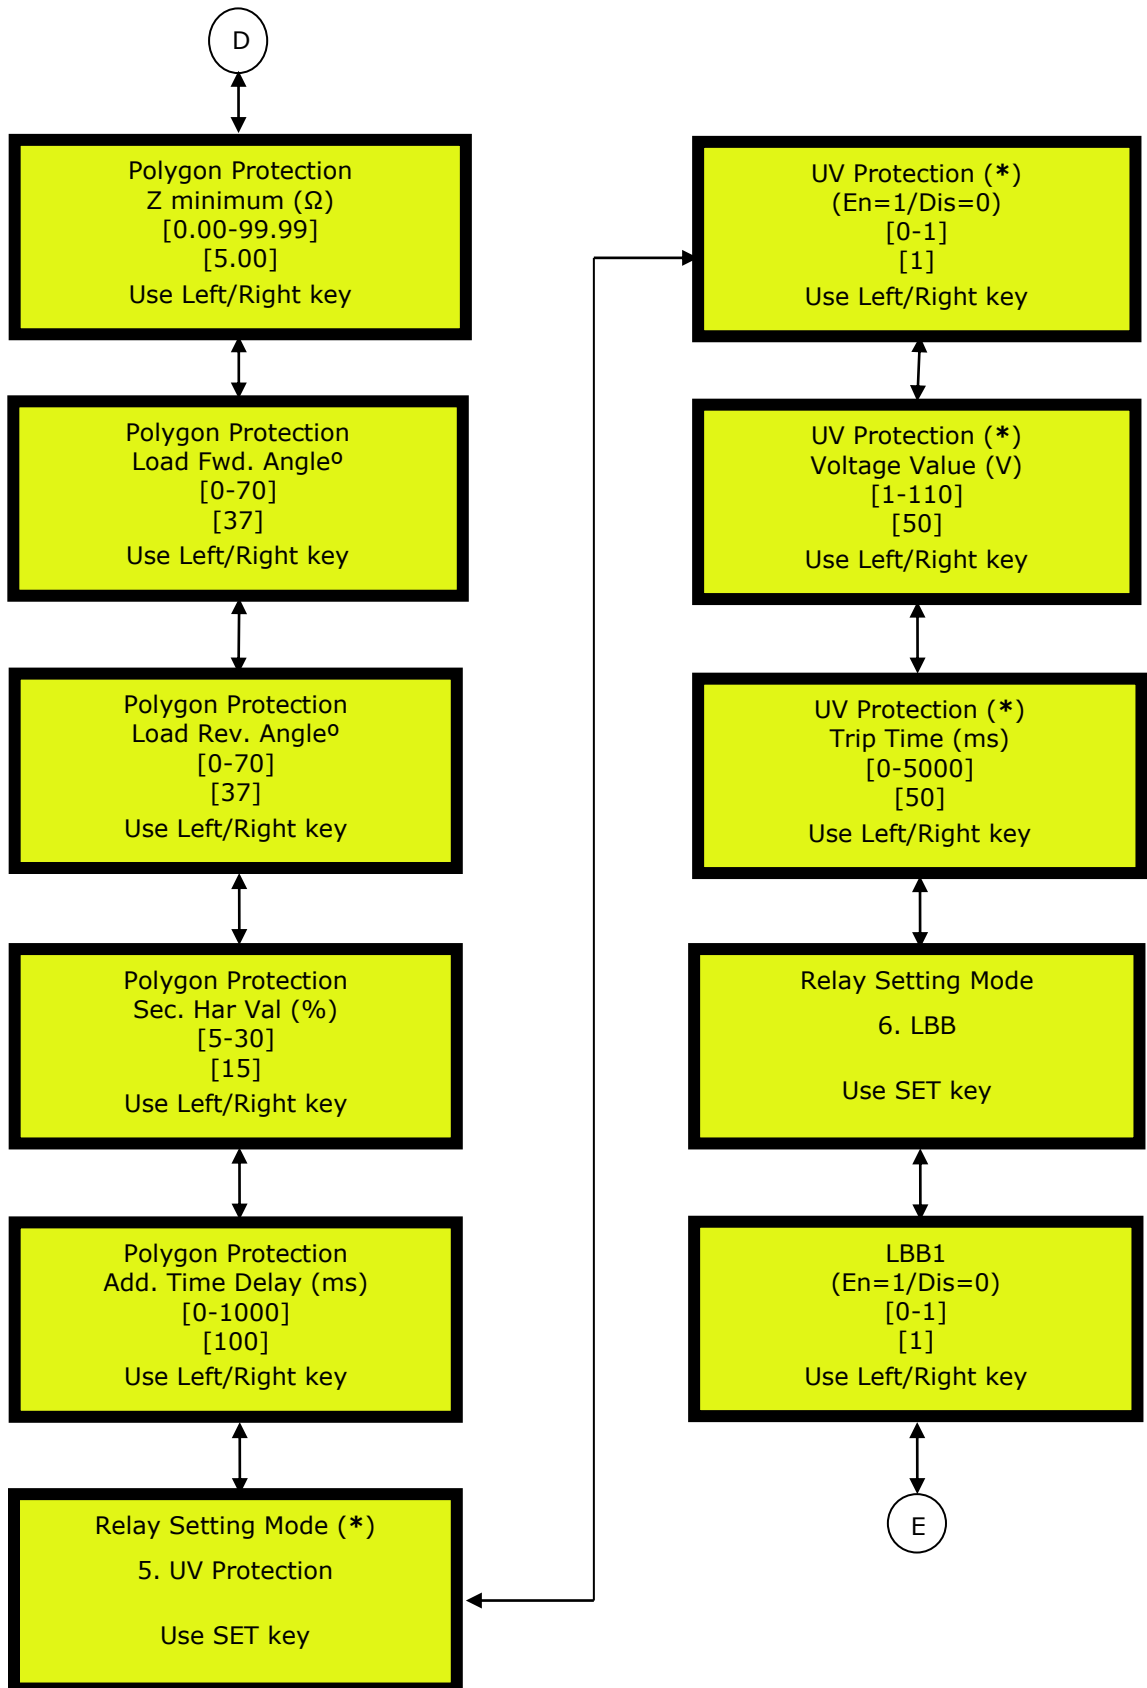 D
Polygon Protection
Z minimum (Ω)
[0.00-99.99]
[5.00]
Use Left/Right key
Polygon Protection
Load Fwd. Angleº
[0-70]
[37]
Use Left/Right key
Polygon Protection
Load Rev. Angleº
[0-70]
[37]
Use Left/Right key
Polygon Protection
Sec. Har Val (%)
[5-30]
[15]
Use Left/Right key
Polygon Protection
Add. Time Delay (ms)
[0-1000]
[100]
Use Left/Right key
Relay Setting Mode (*)
5. UV Protection
Use SET key
UV Protection (*)
(En=1/Dis=0)
[0-1]
[1]
Use Left/Right key
UV Protection (*)
Voltage Value (V)
[1-110]
[50]
Use Left/Right key
UV Protection (*)
Trip Time (ms)
[0-5000]
[50]
Use Left/Right key
Relay Setting Mode
6. LBB
Use SET key
LBB1
(En=1/Dis=0)
[0-1]
[1]
Use Left/Right key
E